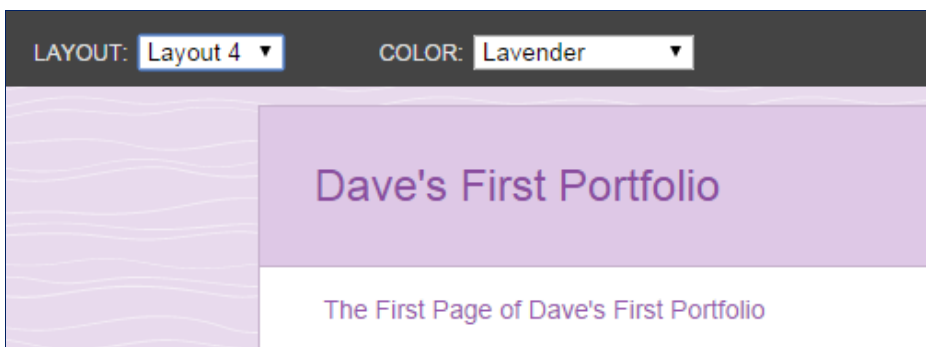 LAYOUT: Layout 4 COLOR: Lavender
Dave's First Portfolio
The First Page of Dave's First Portfolio